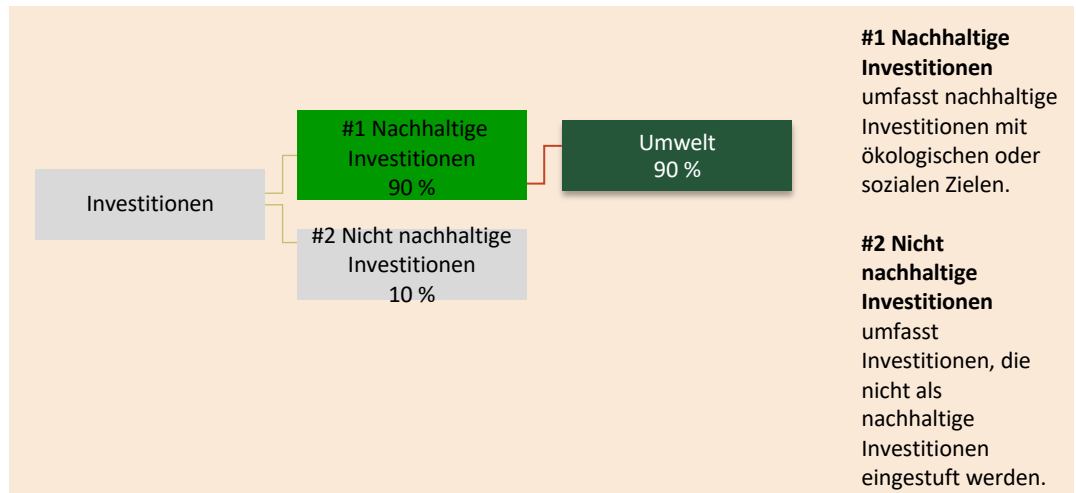 Investitionen
#1 Nachhaltige
Investitionen
90 %
Umwelt
90 %
#2 Nicht nachhaltige
Investitionen
10 %
#1 Nachhaltige
Investitionen
umfasst nachhaltige
Investitionen mit
ökologischen oder
sozialen Zielen.
#2 Nicht
nachhaltige
Investitionen
umfasst
Investitionen, die
nicht als
nachhaltige
Investitionen
eingestuft werden.